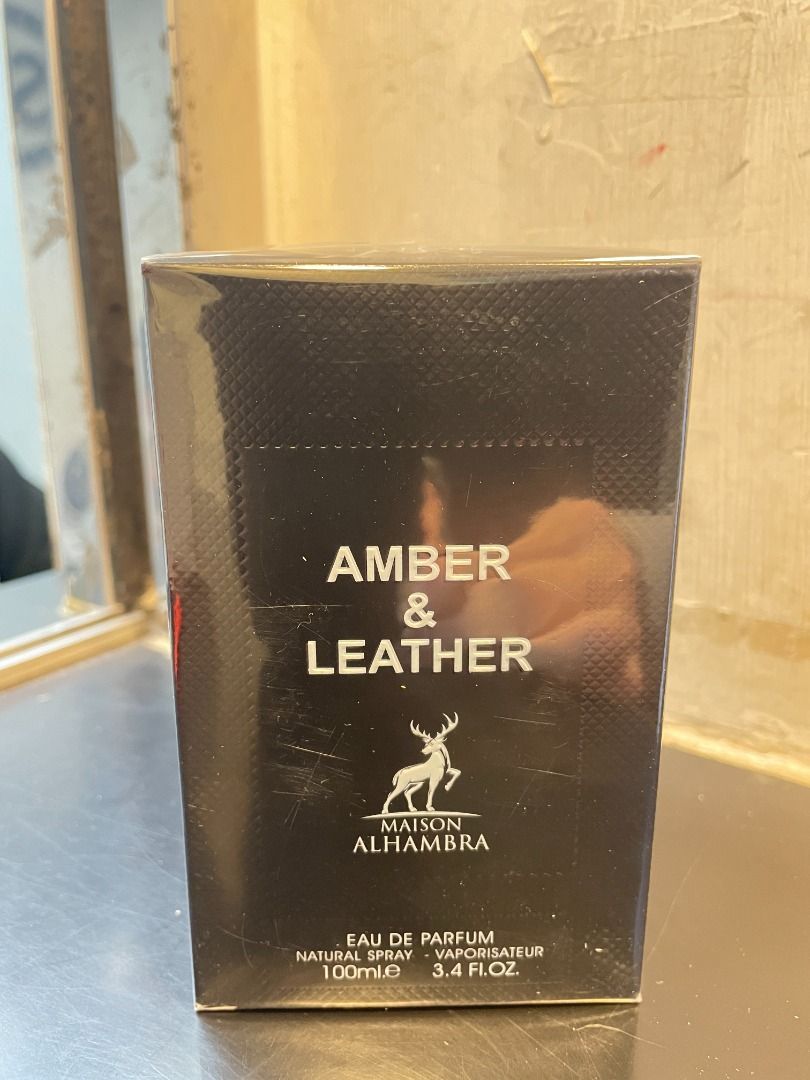 AMBER
&
LEATHER
MAISON
ALHAMBRA
EAU DE PARFUM
NATURAL SPRAY - VAPORISATEUR
100ml.e 3.4 Fl.OZ.